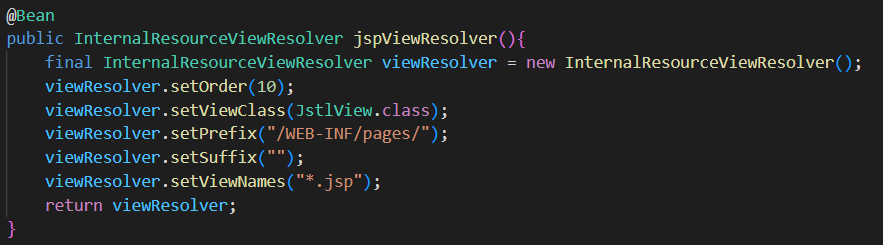 @Bean
public InternalResourceViewResolver jspViewResolver(){
    final InternalResourceViewResolver viewResolver = new InternalResourceViewResolver();
    viewResolver.setOrder(10);
    viewResolver.setViewClass(JstlView.class);
    viewResolver.setPrefix("/WEB-INF/pages/");
    viewResolver.setSuffix("");
    viewResolver.setViewNames("*.jsp");
    return viewResolver;
}